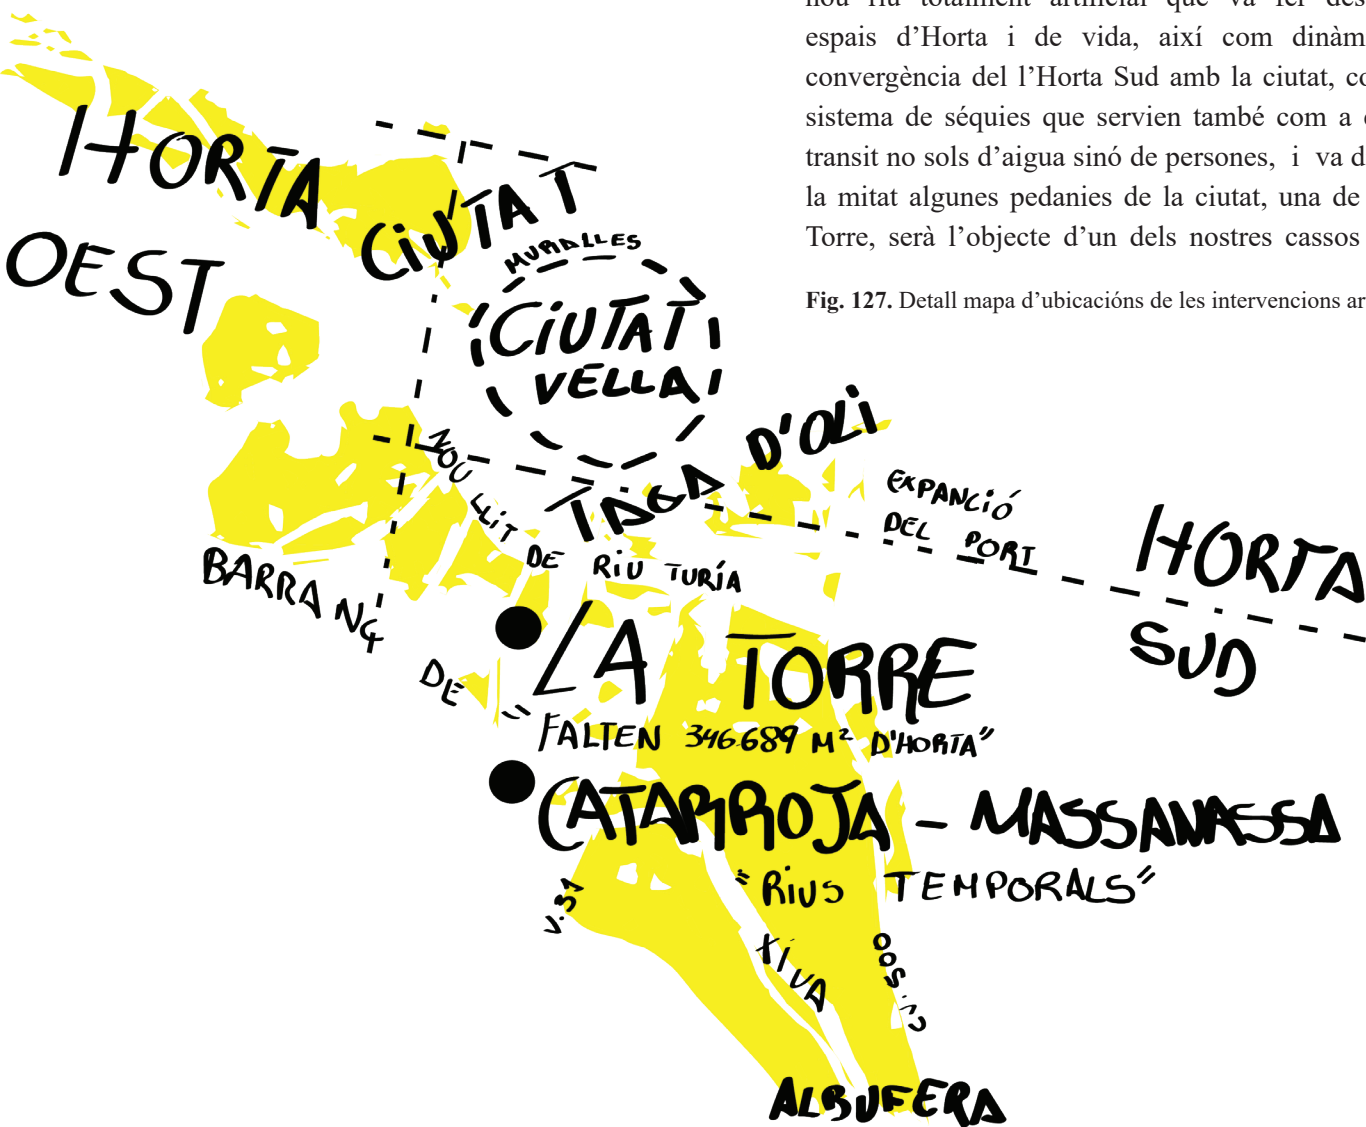 nou riu totalment artificial que va fer des
espais d’Horta i de vida, així com dinàm
convergència del l’Horta Sud amb la ciutat, co
sistema de séquies que servien també com a
transit no sols d’aigua sinó de persones, i va d
la mitat algunes pedanies de la ciutat, una de
Torre, serà l’objecte d’un dels nostres cassos
Fig. 127. Detall mapa d’ubicacións de les intervencions ar
HORTA
OEST
CiUTAT
MURALLES
CiUTAT
VELLA
TACA D'OLi
EXPANCiÓ
DEL PORT
HORTA
SUD
NOU LLiT DE RiU TURÍA
BARRANC DE
XIVA
LA TORRE
"FALTEN 346.689 M² D'HORTA"
CATARROJA - MASSANASSA
"RiUS TEMPORALS"
V.31
CV.500
ALBUFERA